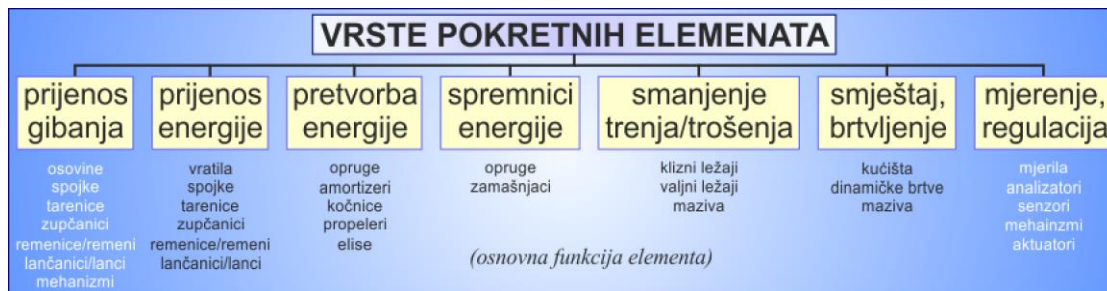 VRSTE POKRETNIH ELEMENATA
prijenos
gibanja
osovine
spojke
tarenice
zupčanici
remenice/remeni
lančanici/lanci
mehanizmi
prijenos
energije
vratila
spojke
tarenice
zupčanici
remenice/remeni
lančanici/lanci
pretvorba
energije
opruge
amortizeri
kočnice
propeleri
elise
spremnici
energije
opruge
zamašnjaci
smanjenje
trenja/trošenja
klizni ležaji
valjni ležaji
maziva
smještaj,
brtvljenje
kućišta
dinamičke brtve
maziva
mjerenje,
regulacija
mjerila
analizatori
senzori
mehainzmi
aktuatori
(osnovna funkcija elementa)